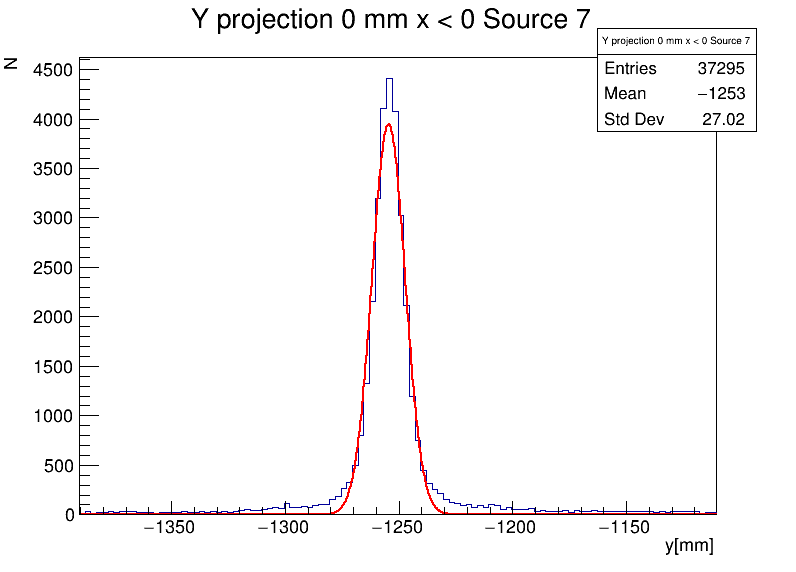 Y projection 0 mm x < 0 Source 7
Y projection 0 mm x < 0 Source 7
Entries 37295
Mean −1253
Std Dev 27.02
N
4500
4000
3500
3000
2500
2000
1500
1000
500
0
−1350 −1300 −1250 −1200 −1150
y[mm]